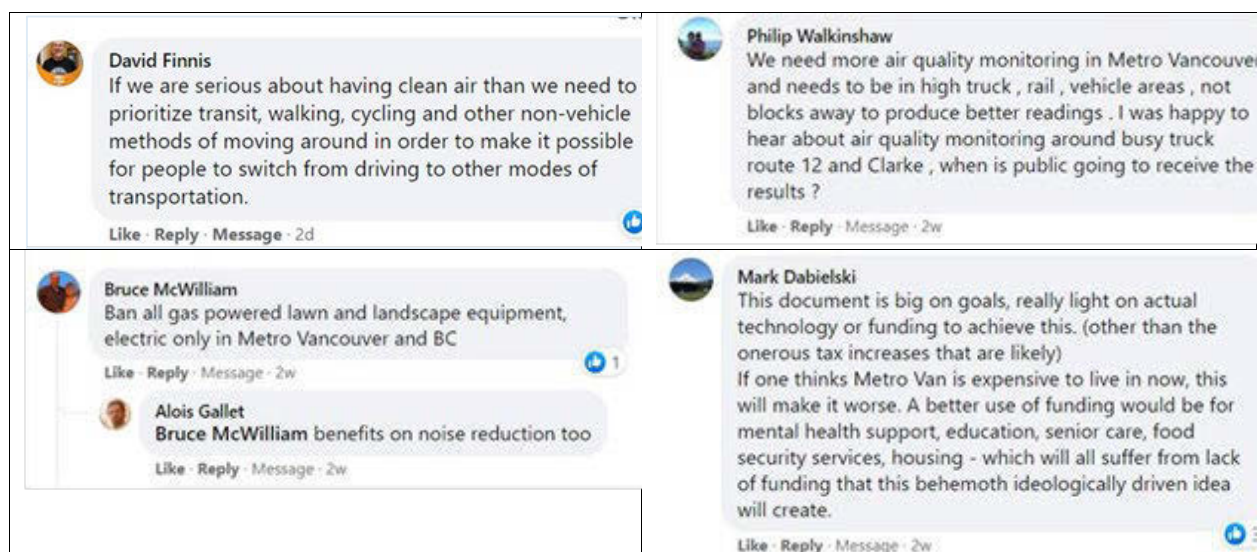 David Finnis
If we are serious about having clean air than we need to
prioritize transit, walking, cycling and other non-vehicle
methods of moving around in order to make it possible
for people to switch from driving to other modes of
transportation.
Like · Reply · Message · 2d
Philip Walkinshaw
We need more air quality monitoring in Metro Vancouver
and needs to be in high truck , rail , vehicle areas , not
blocks away to produce better readings . I was happy to
hear about air quality monitoring around busy truck
route 12 and Clarke , when is public going to receive the
results ?
Like · Reply · Message · 2w
Bruce McWilliam
Ban all gas powered lawn and landscape equipment,
electric only in Metro Vancouver and BC
1
Like · Reply · Message · 2w
Alois Gallet
Bruce McWilliam benefits on noise reduction too
Like · Reply · Message · 2w
Mark Dabielski
This document is big on goals, really light on actual
technology or funding to achieve this. (other than the
onerous tax increases that are likely)
If one thinks Metro Van is expensive to live in now, this
will make it worse. A better use of funding would be for
mental health support, education, senior care, food
security services, housing - which will all suffer from lack
of funding that this behemoth ideologically driven idea
will create.
Like · Reply · Message · 2w